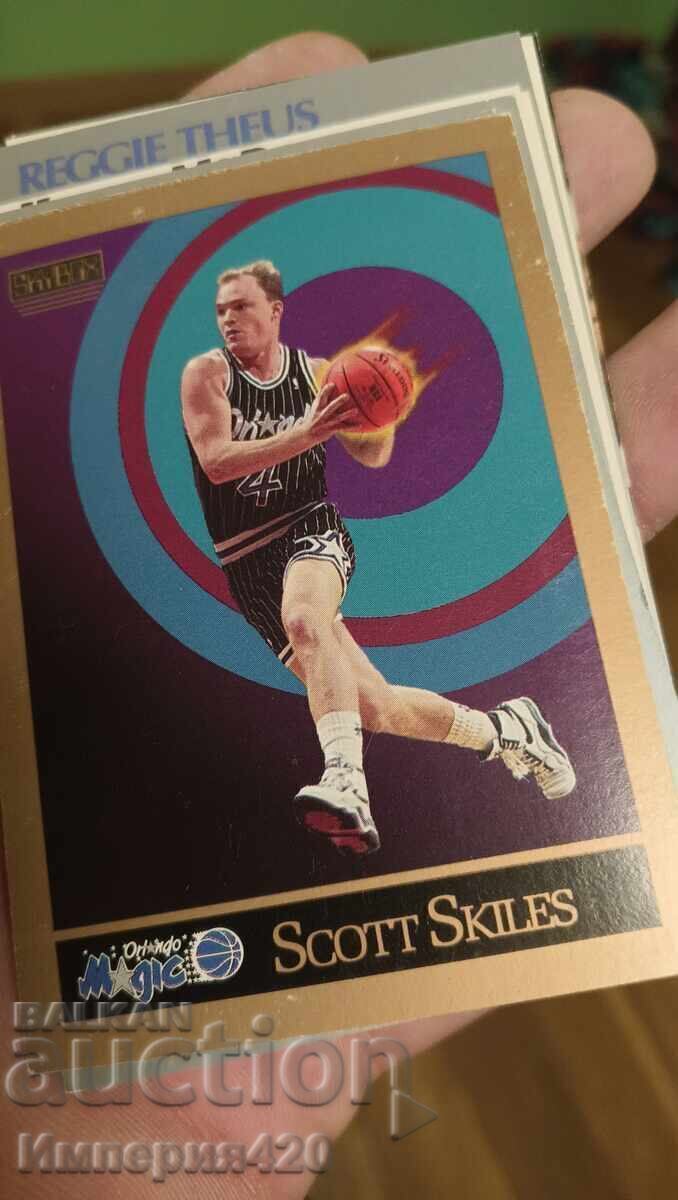 REGGIE THEUS
SKYBOX
Orlando
4
Orlando
Magic
SCOTT SKILES
BALKAN
auction
Империя420